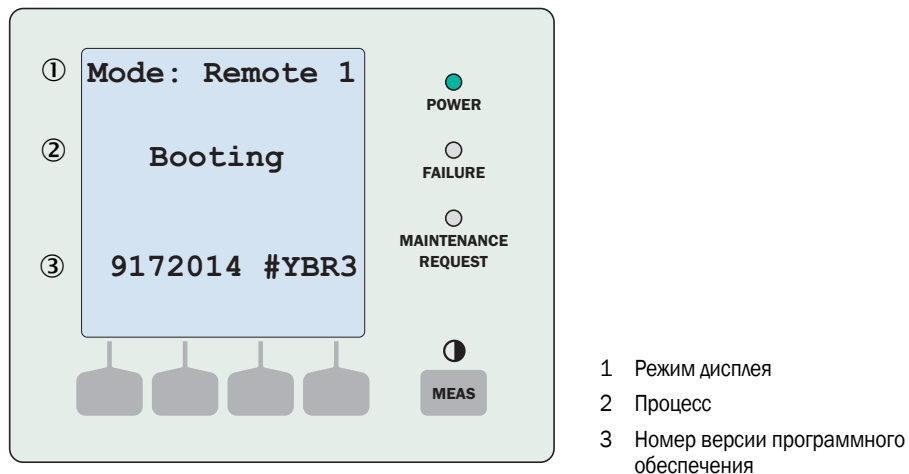 ① Mode: Remote 1
POWER
② Booting
FAILURE
MAINTENANCE
REQUEST
③ 9172014 #YBR3
MEAS
1 Режим дисплея
2 Процесс
3 Номер версии программного
обеспечения